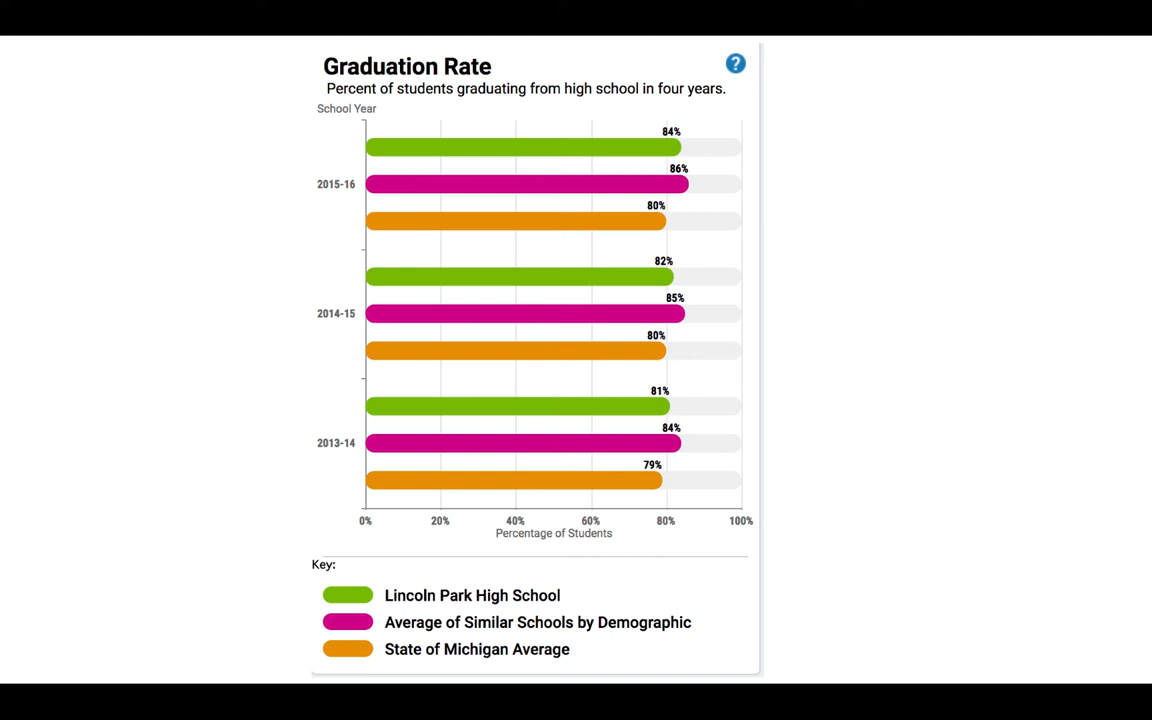 Graduation Rate
?
Percent of students graduating from high school in four years.
School Year
84%
86%
2015-16
80%
82%
85%
2014-15
80%
81%
84%
2013-14
79%
0% 20% 40% 60% 80% 100%
Percentage of Students
Key:
Lincoln Park High School
Average of Similar Schools by Demographic
State of Michigan Average